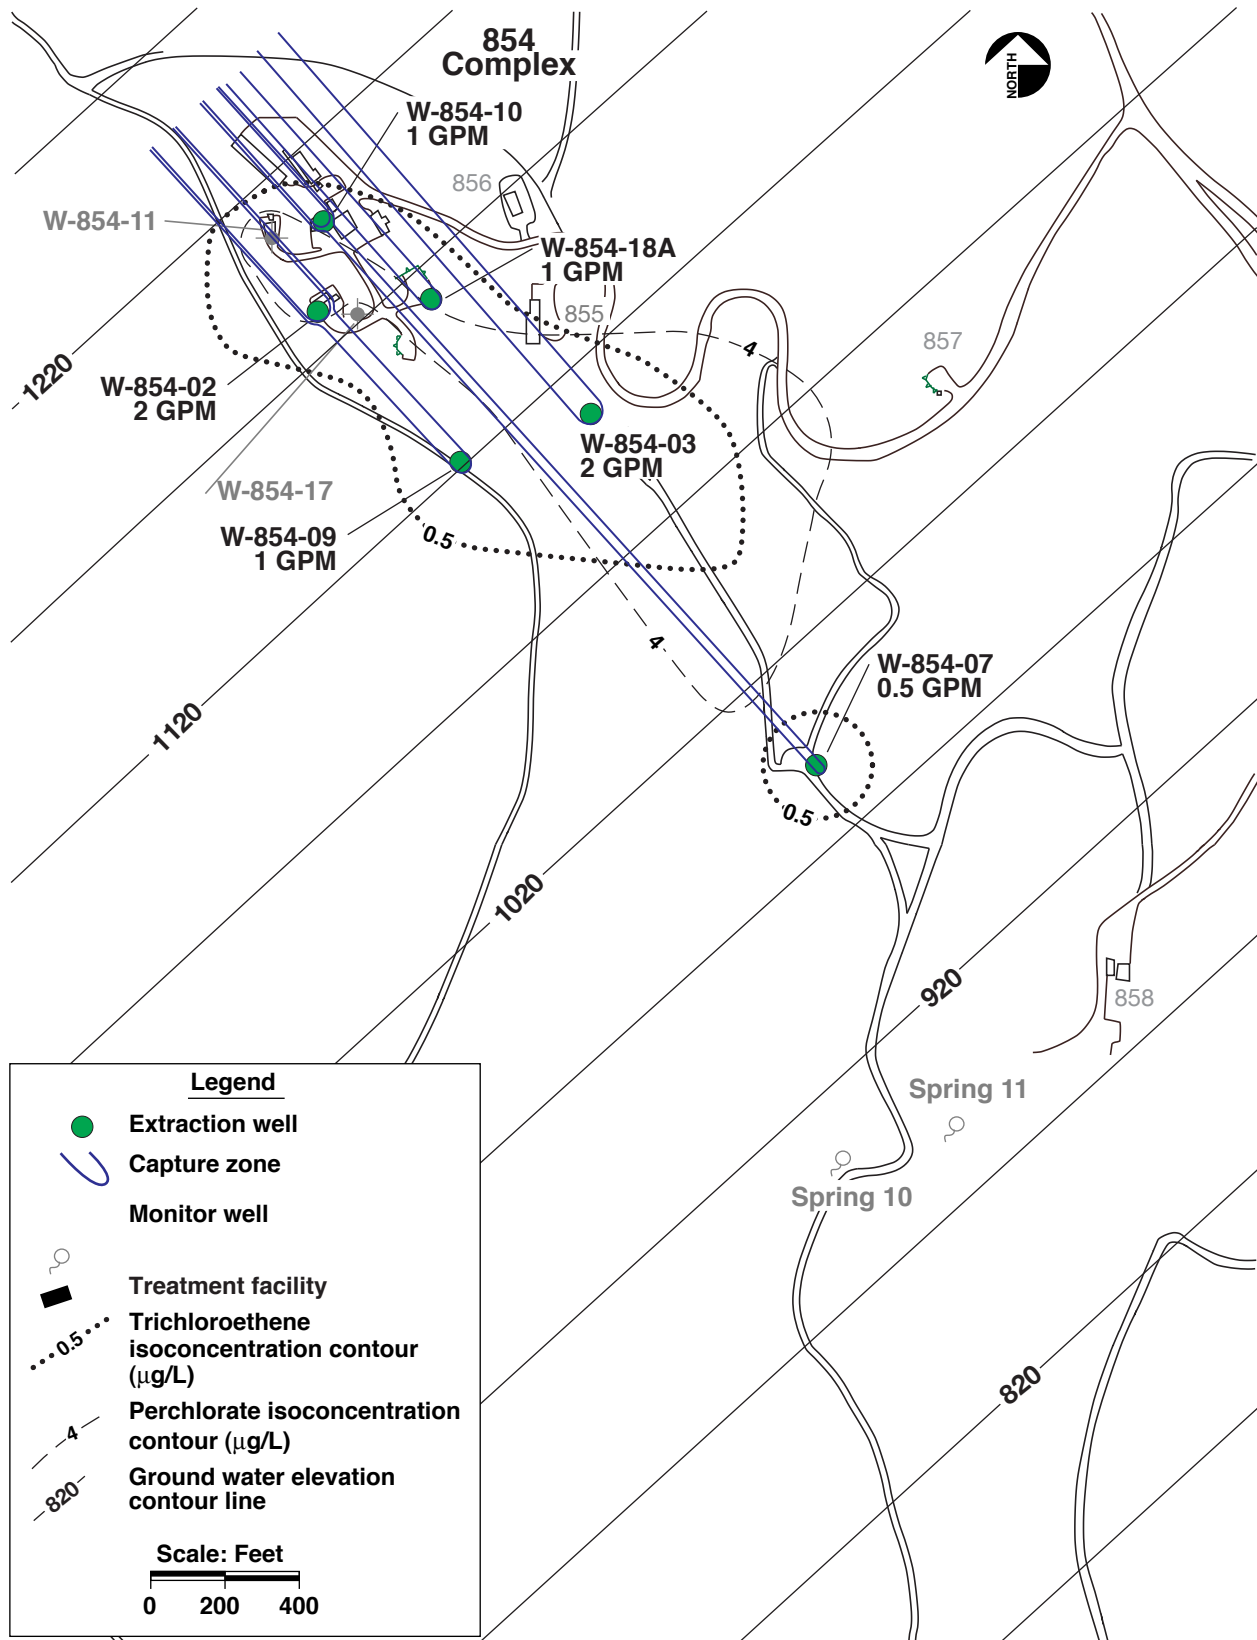 854
Complex
NORTH
W-854-10
1 GPM
856
W-854-11
W-854-18A
1 GPM
855
857
4
1220
W-854-02
2 GPM
W-854-03
2 GPM
W-854-17
W-854-09
1 GPM
0.5
4
W-854-07
0.5 GPM
1120
0.5
1020
920
858
Spring 11
Spring 10
820
Legend
Extraction well
Capture zone
Monitor well
Treatment facility
0.5
Trichloroethene
isoconcentration contour
(µg/L)
4
Perchlorate isoconcentration
contour (µg/L)
820
Ground water elevation
contour line
Scale: Feet
0 200 400